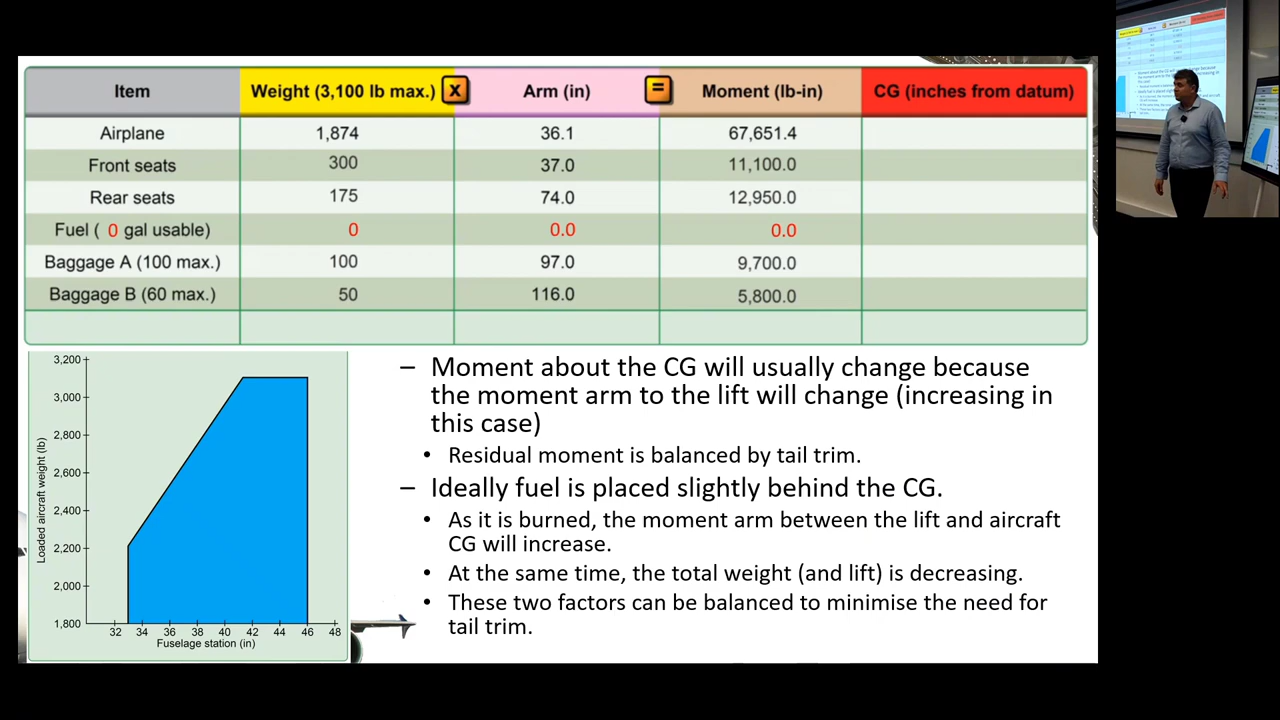 Item Weight (3,100 lb max.) x Arm (in) = Moment (lb-in) CG (inches from datum)
Airplane 1,874 36.1 67,651.4
Front seats 300 37.0 11,100.0
Rear seats 175 74.0 12,950.0
Fuel ( 0 gal usable) 0 0.0 0.0
Baggage A (100 max.) 100 97.0 9,700.0
Baggage B (60 max.) 50 116.0 5,800.0
3,200
3,000
2,800
2,600
2,400
2,200
2,000
1,800
Loaded aircraft weight (lb)
32 34 36 38 40 42 44 46 48
Fuselage station (in)
– Moment about the CG will usually change because
the moment arm to the lift will change (increasing in
this case)
• Residual moment is balanced by tail trim.
– Ideally fuel is placed slightly behind the CG.
• As it is burned, the moment arm between the lift and aircraft
CG will increase.
• At the same time, the total weight (and lift) is decreasing.
• These two factors can be balanced to minimise the need for
tail trim.